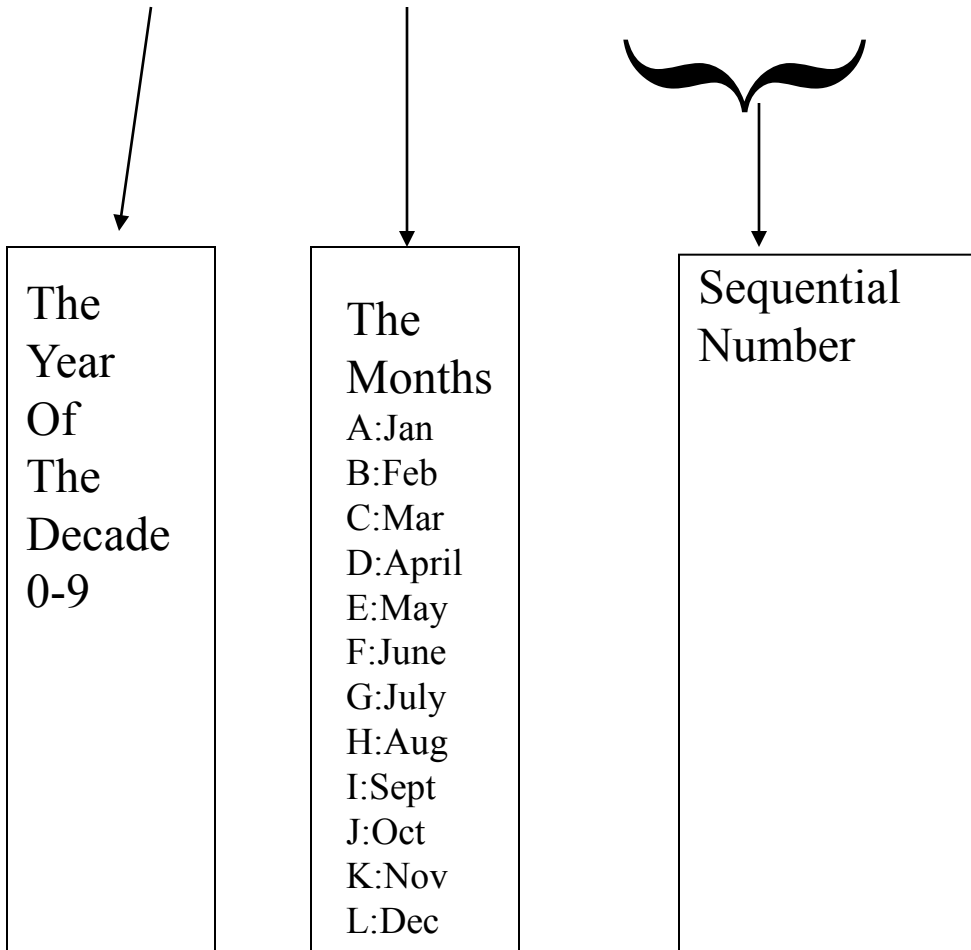 The
Year
Of
The
Decade
0-9
The
Months
A:Jan
B:Feb
C:Mar
D:April
E:May
F:June
G:July
H:Aug
I:Sept
J:Oct
K:Nov
L:Dec
Sequential
Number